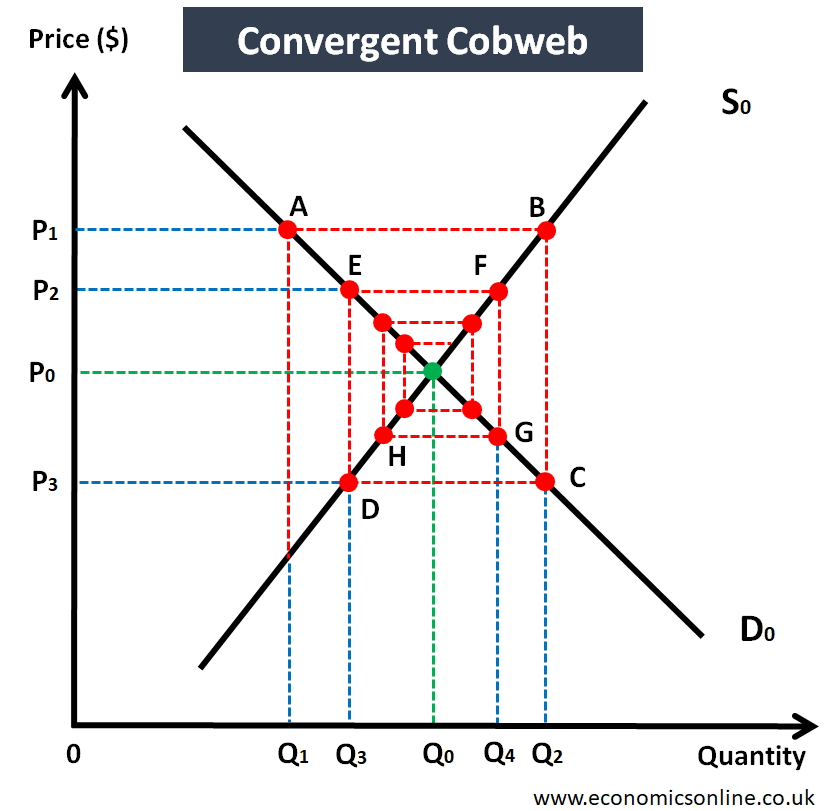 Convergent Cobweb
Price ($)
S₀
A
B
P₁
E
F
P₂
P₀
G
H
P₃
C
D
D₀
0
Q₁
Q₃
Q₀
Q₄
Q₂
Quantity
www.economicsonline.co.uk